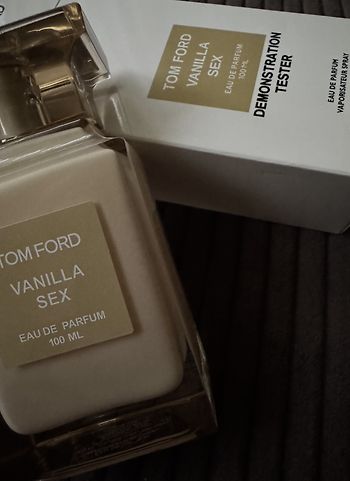 TOM FORD
VANILLA
SEX
EAU DE PARFUM
100 ML
DEMONSTRATION
TESTER
EAU DE PARFUM
VAPORISATEUR SPRAY
TOM FORD
VANILLA
SEX
EAU DE PARFUM
100 ML